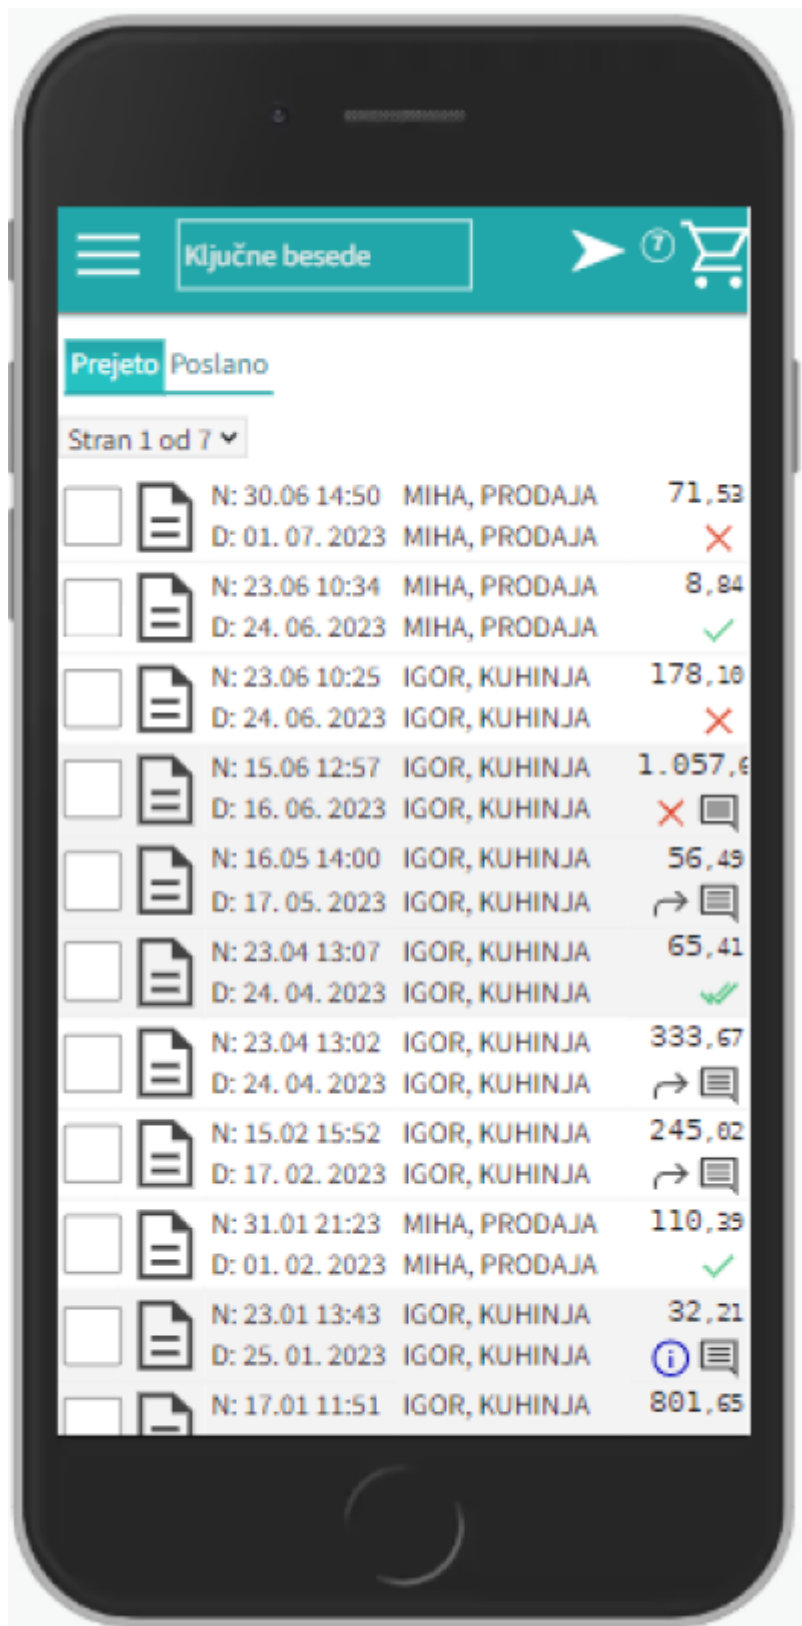 Ključne besede
7
Prejeto Poslano
Stran 1 od 7
N: 30.06 14:50 MIHA, PRODAJA 71,53
D: 01. 07. 2023 MIHA, PRODAJA
N: 23.06 10:34 MIHA, PRODAJA 8,84
D: 24. 06. 2023 MIHA, PRODAJA
N: 23.06 10:25 IGOR, KUHINJA 178,10
D: 24. 06. 2023 IGOR, KUHINJA
N: 15.06 12:57 IGOR, KUHINJA 1.057,
D: 16. 06. 2023 IGOR, KUHINJA
N: 16.05 14:00 IGOR, KUHINJA 56,49
D: 17. 05. 2023 IGOR, KUHINJA
N: 23.04 13:07 IGOR, KUHINJA 65,41
D: 24. 04. 2023 IGOR, KUHINJA
N: 23.04 13:02 IGOR, KUHINJA 333,67
D: 24. 04. 2023 IGOR, KUHINJA
N: 15.02 15:52 IGOR, KUHINJA 245,02
D: 17. 02. 2023 IGOR, KUHINJA
N: 31.01 21:23 MIHA, PRODAJA 110,39
D: 01. 02. 2023 MIHA, PRODAJA
N: 23.01 13:43 IGOR, KUHINJA 32,21
D: 25. 01. 2023 IGOR, KUHINJA
N: 17.01 11:51 IGOR, KUHINJA 801,65